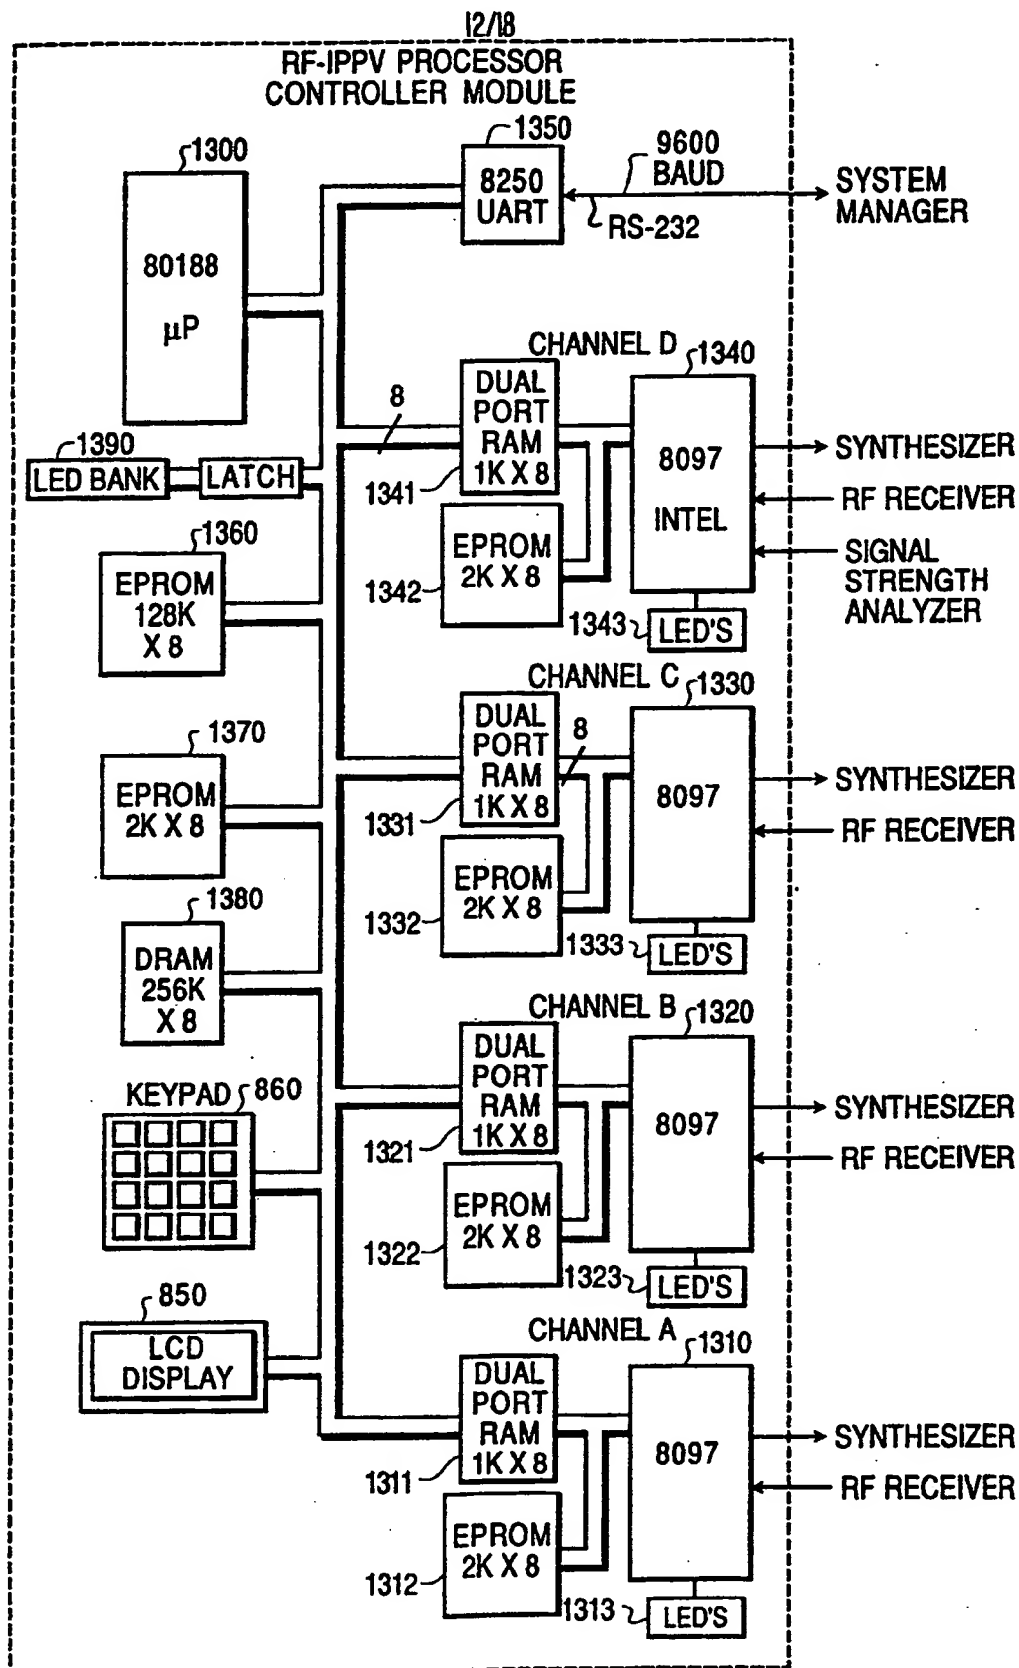 12/18
RF-IPPV PROCESSOR
CONTROLLER MODULE
1300
80188
μP
1350
8250
UART
9600
BAUD
RS-232
SYSTEM
MANAGER
1390
LED BANK
LATCH
1360
EPROM
128K
X 8
1370
EPROM
2K X 8
1380
DRAM
256K
X 8
KEYPAD
860
850
LCD
DISPLAY
CHANNEL D
8
DUAL
PORT
RAM
1K X 8
1341
EPROM
2K X 8
1342
1340
8097
INTEL
1343
LED'S
SYNTHESIZER
RF RECEIVER
SIGNAL
STRENGTH
ANALYZER
CHANNEL C
DUAL
PORT
RAM
1K X 8
8
1331
EPROM
2K X 8
1332
1330
8097
1333
LED'S
SYNTHESIZER
RF RECEIVER
CHANNEL B
DUAL
PORT
RAM
1K X 8
1321
EPROM
2K X 8
1322
1320
8097
1323
LED'S
SYNTHESIZER
RF RECEIVER
CHANNEL A
DUAL
PORT
RAM
1K X 8
1311
EPROM
2K X 8
1312
1310
8097
1313
LED'S
SYNTHESIZER
RF RECEIVER